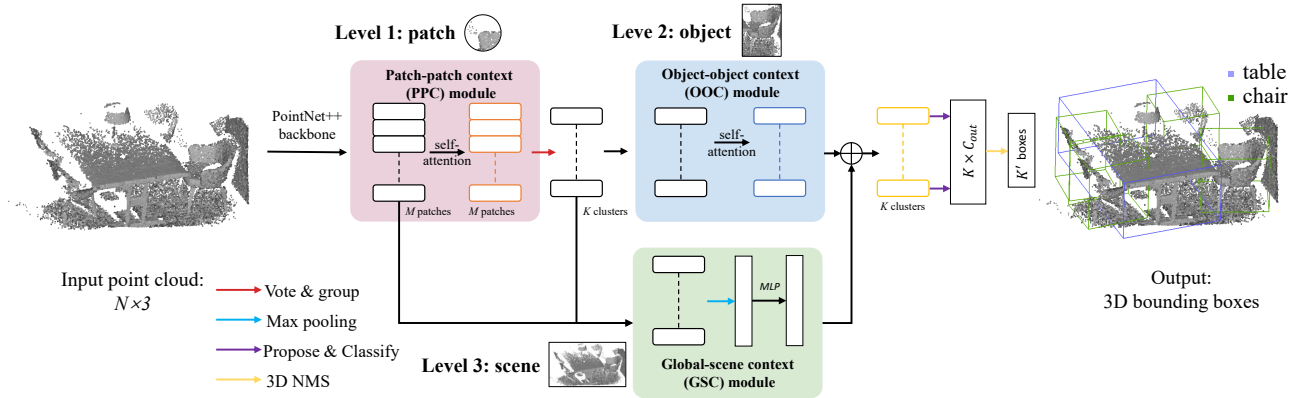 Level 1: patch
Leve 2: object
Patch-patch context
(PPC) module
Object-object context
(OOC) module
table
chair
PointNet++
backbone
self-
attention
self-
attention
M patches
M patches
K clusters
K clusters
K × C_out
K′ boxes
Input point cloud:
N×3
Vote & group
Max pooling
Propose & Classify
3D NMS
MLP
Level 3: scene
Global-scene context
(GSC) module
Output:
3D bounding boxes